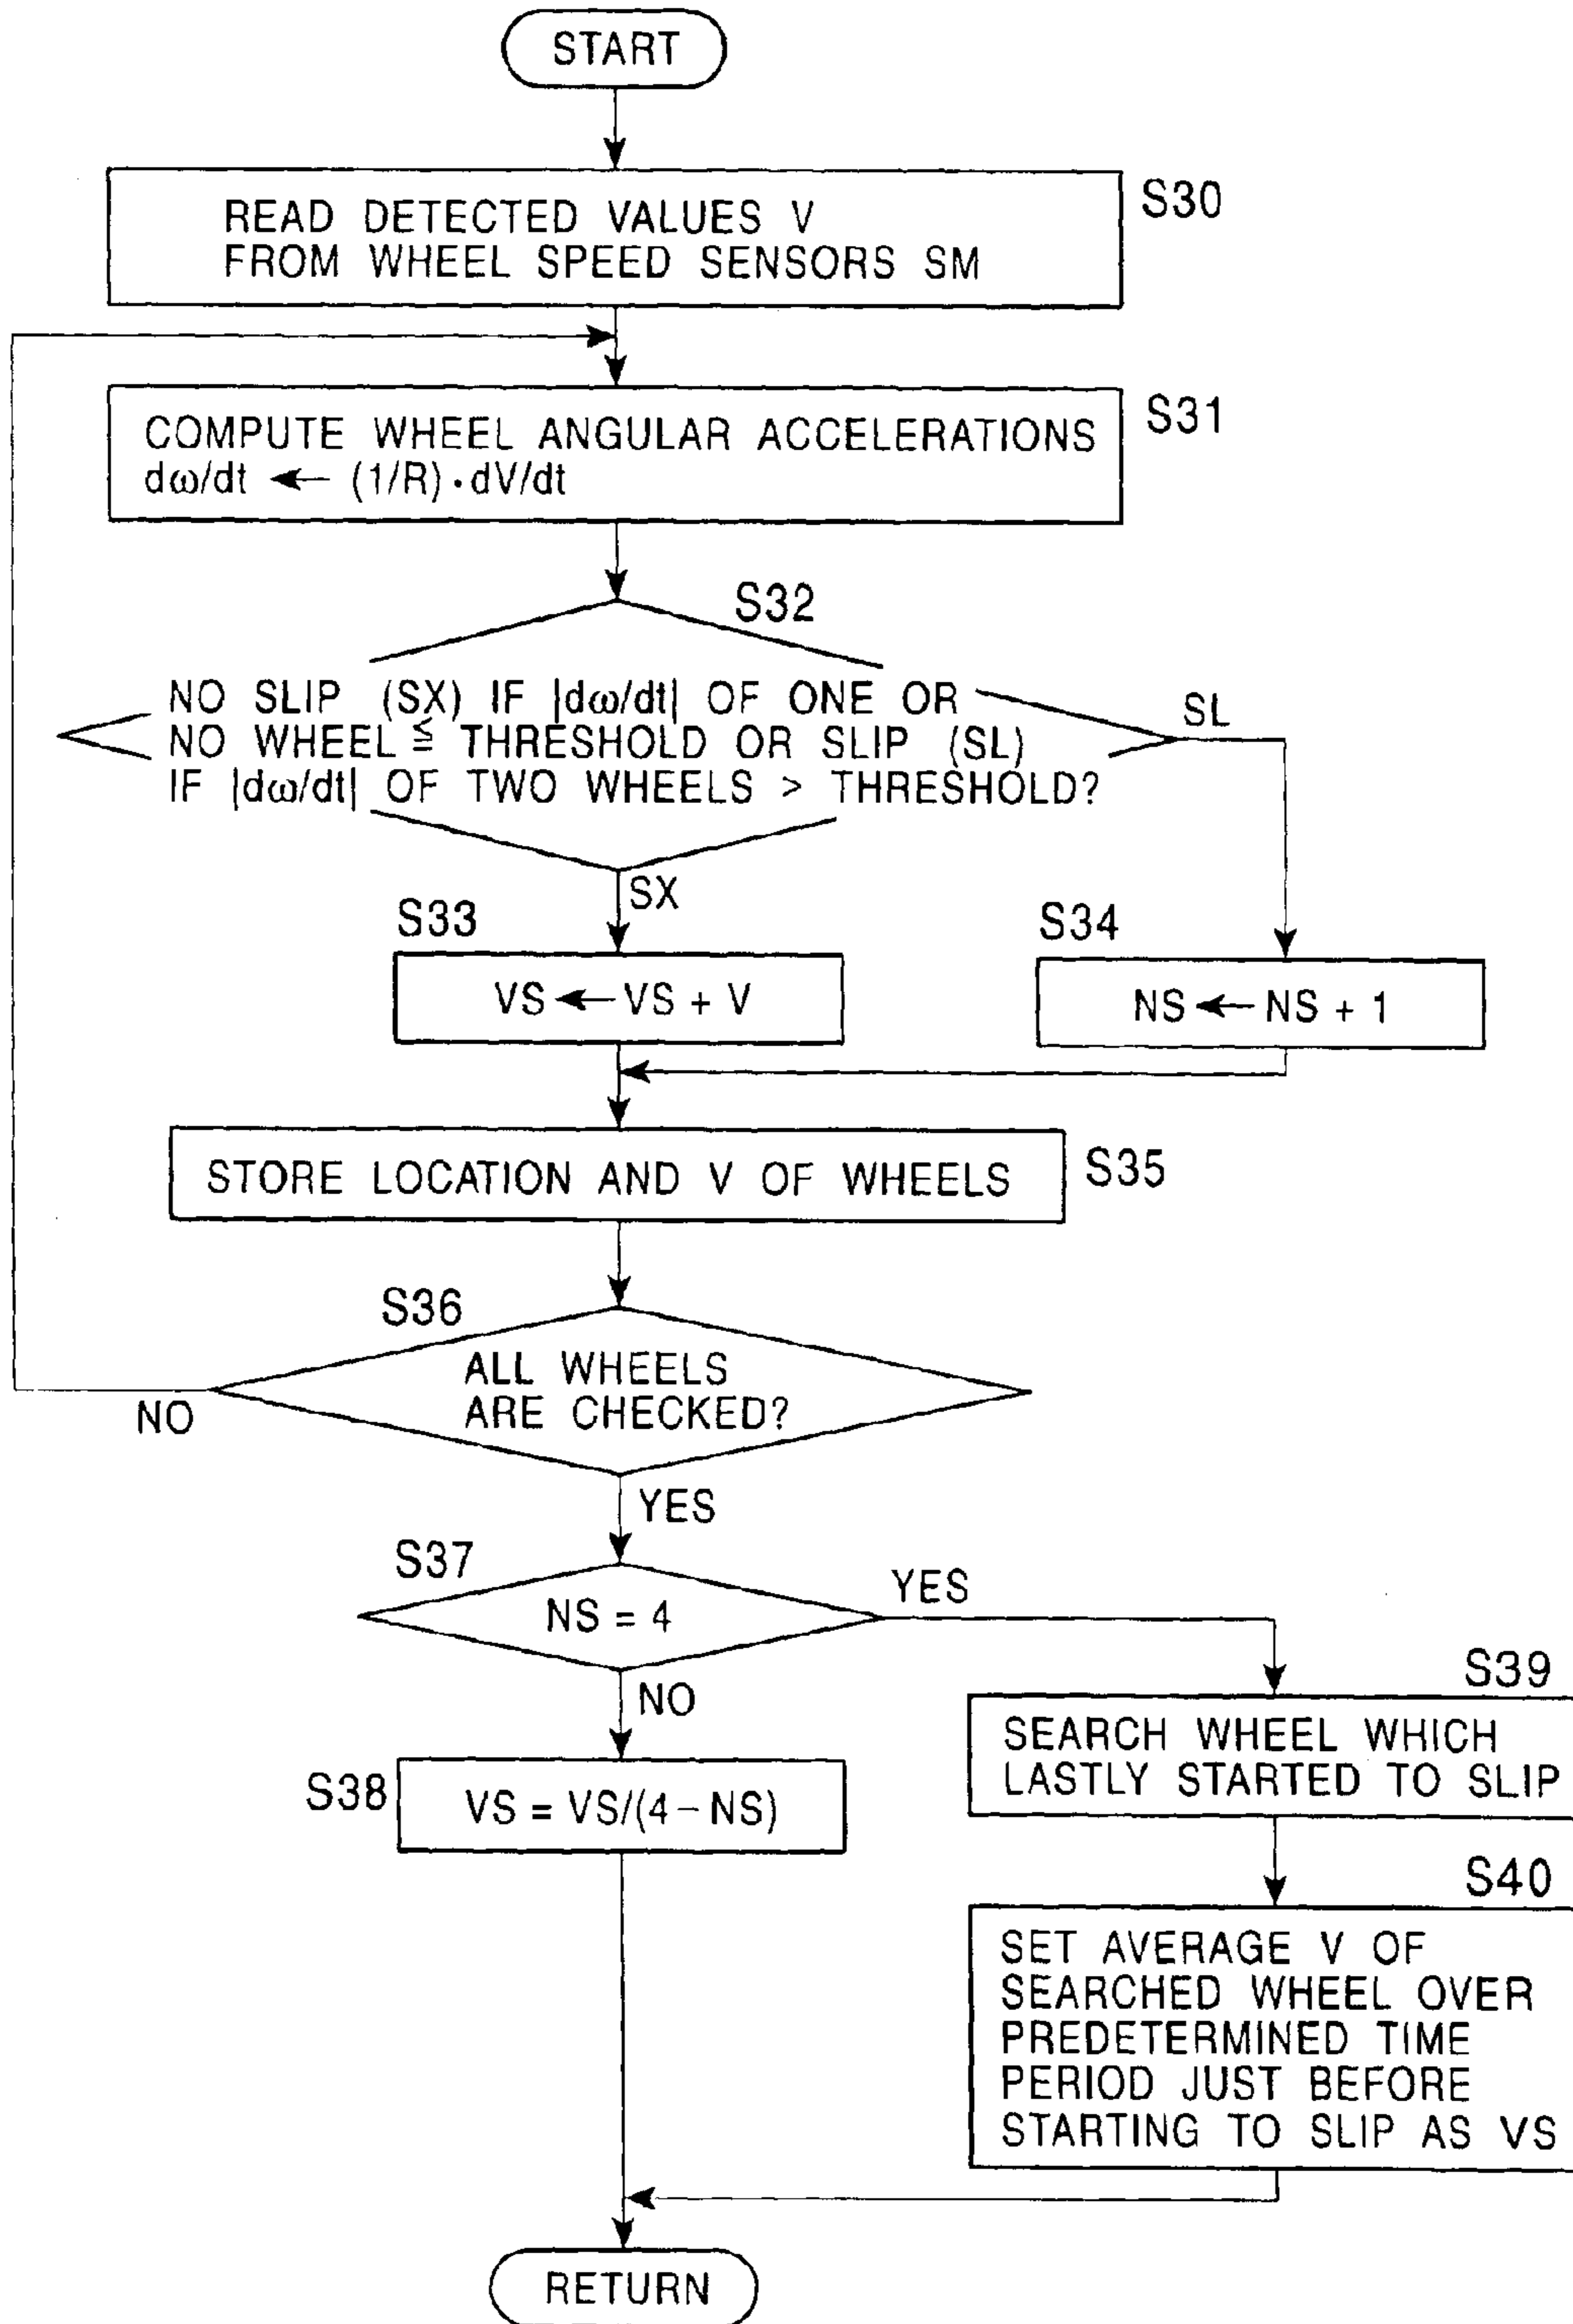 START
READ DETECTED VALUES V
FROM WHEEL SPEED SENSORS SM
S30
COMPUTE WHEEL ANGULAR ACCELERATIONS
dω/dt ← (1/R)・dV/dt
S31
S32
NO SLIP (SX) IF |dω/dt| OF ONE OR
NO WHEEL ≦ THRESHOLD OR SLIP (SL)
IF |dω/dt| OF TWO WHEELS > THRESHOLD?
SL
SX
S33
VS ← VS + V
S34
NS ← NS + 1
STORE LOCATION AND V OF WHEELS
S35
S36
ALL WHEELS
ARE CHECKED?
NO
YES
S37
NS = 4
YES
NO
S38
VS = VS/(4 – NS)
S39
SEARCH WHEEL WHICH
LASTLY STARTED TO SLIP
S40
SET AVERAGE V OF
SEARCHED WHEEL OVER
PREDETERMINED TIME
PERIOD JUST BEFORE
STARTING TO SLIP AS VS
RETURN